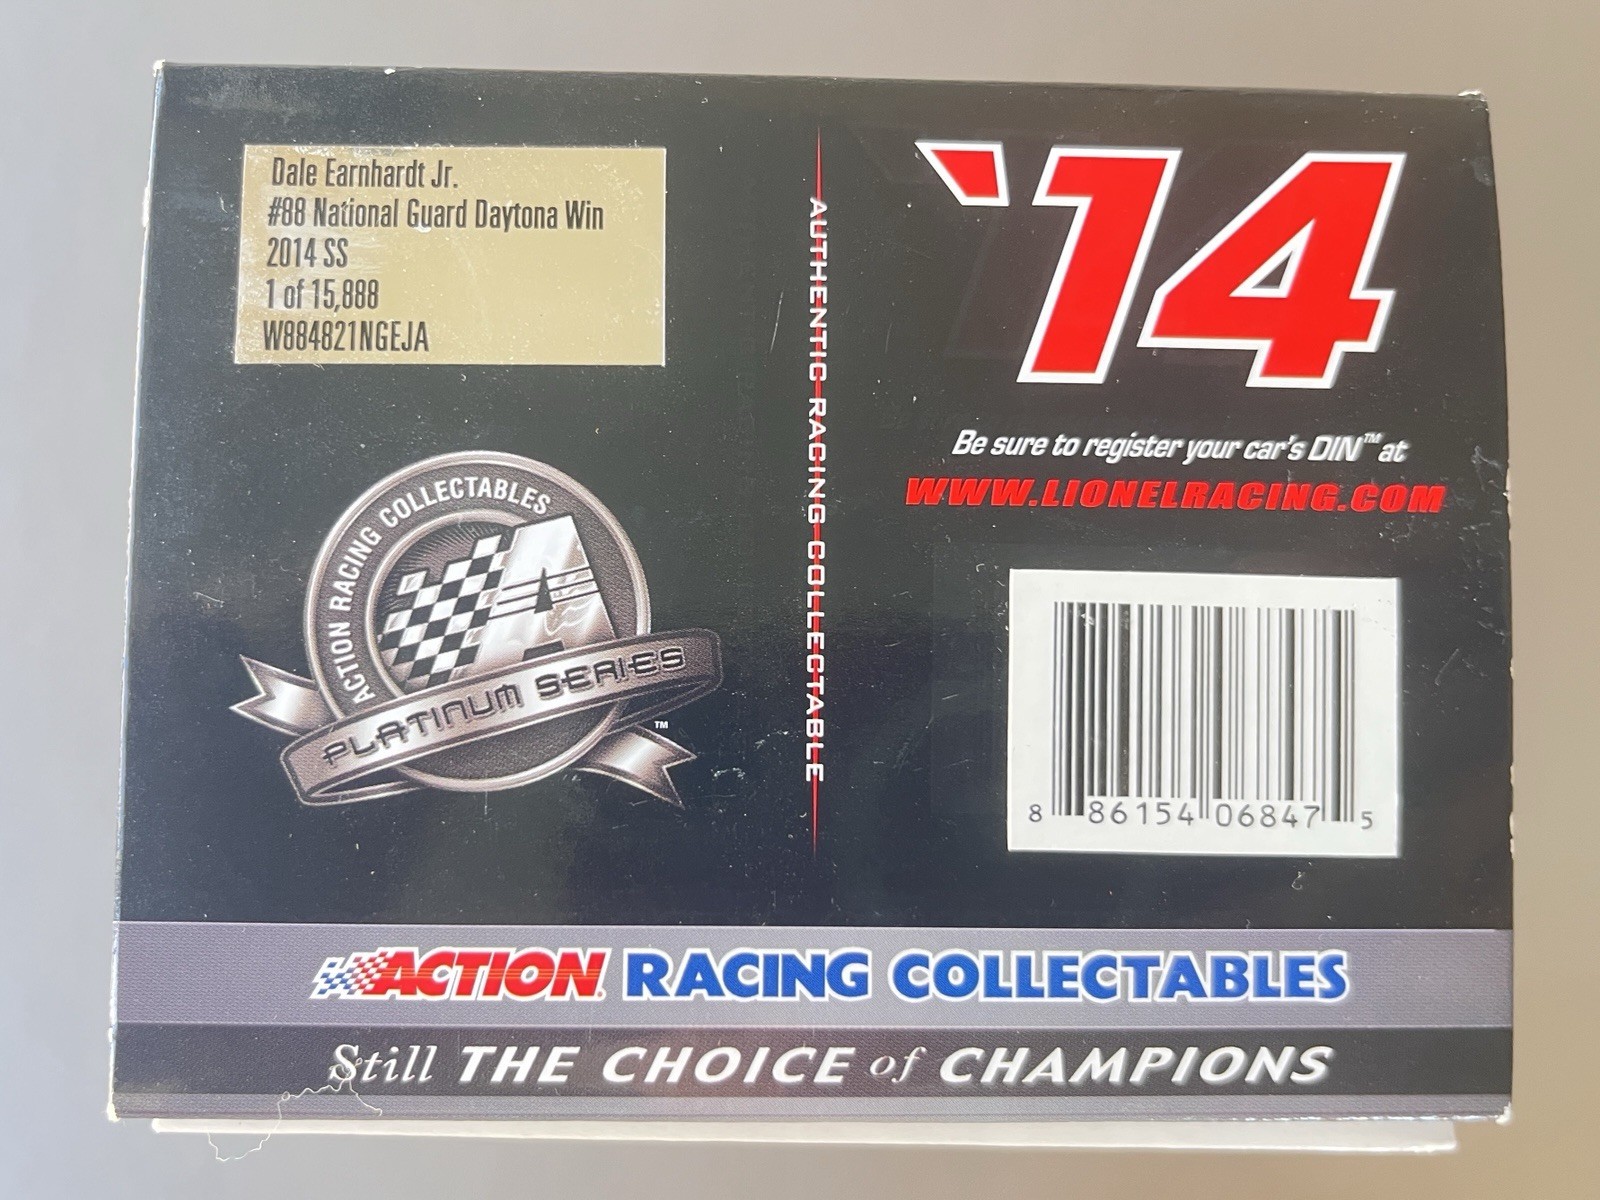 Dale Earnhardt Jr.
#88 National Guard Daytona Win
2014 SS
1 of 15,888
W884821NGEJA
ACTION RACING COLLECTABLES
A
PLATINUM SERIES
™
AUTHENTIC RACING COLLECTABLE
'14
Be sure to register your car's DIN™ at
WWW.LIONELRACING.COM
8 86154 06847 5
ACTION RACING COLLECTABLES
Still THE CHOICE of CHAMPIONS